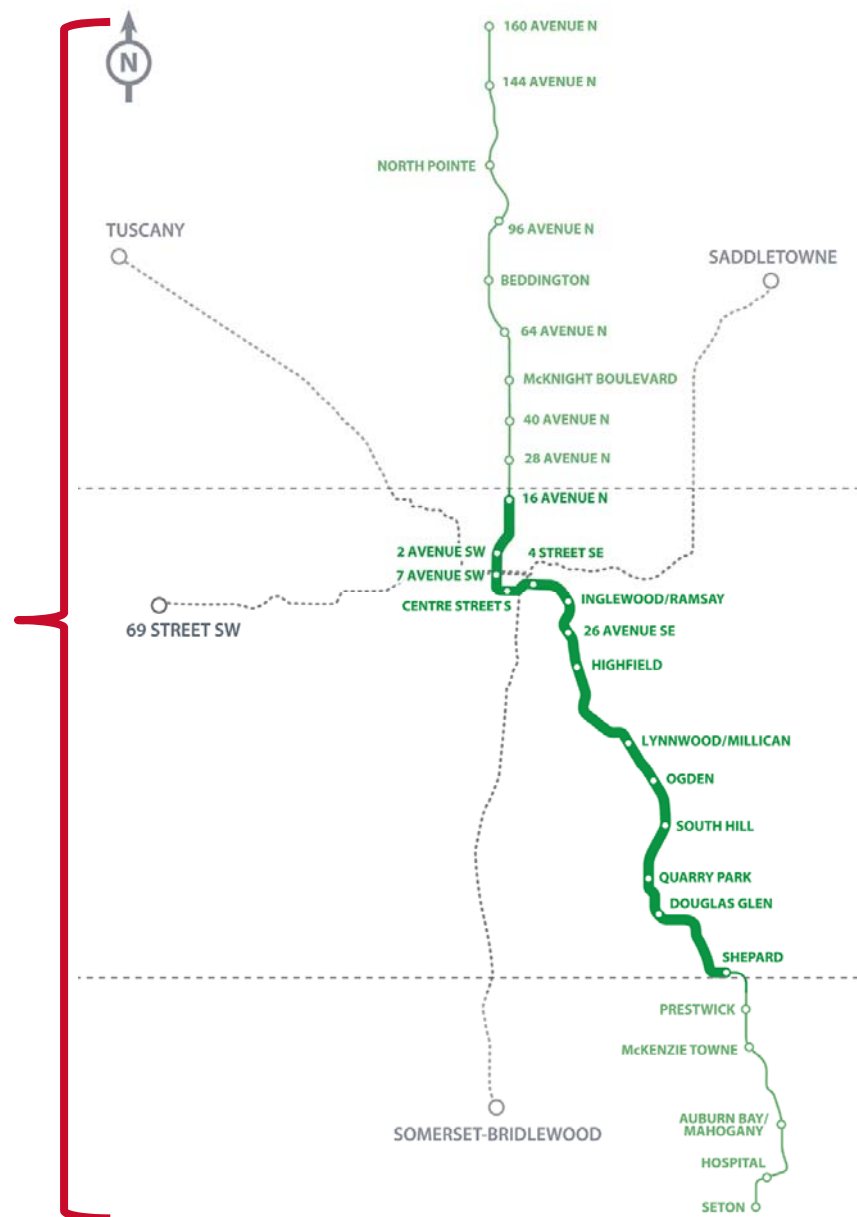 160 AVENUE N
N
144 AVENUE N
NORTH POINTE
TUSCANY
96 AVENUE N
SADDLETOWNE
BEDDINGTON
64 AVENUE N
McKNIGHT BOULEVARD
40 AVENUE N
28 AVENUE N
16 AVENUE N
2 AVENUE SW
4 STREET SE
7 AVENUE SW
CENTRE STREET S
INGLEWOOD/RAMSAY
69 STREET SW
26 AVENUE SE
HIGHFIELD
LYNNWOOD/MILLICAN
OGDEN
SOUTH HILL
QUARRY PARK
DOUGLAS GLEN
SHEPARD
PRESTWICK
McKENZIE TOWNE
AUBURN BAY/
MAHOGANY
SOMERSET-BRIDLEWOOD
HOSPITAL
SETON